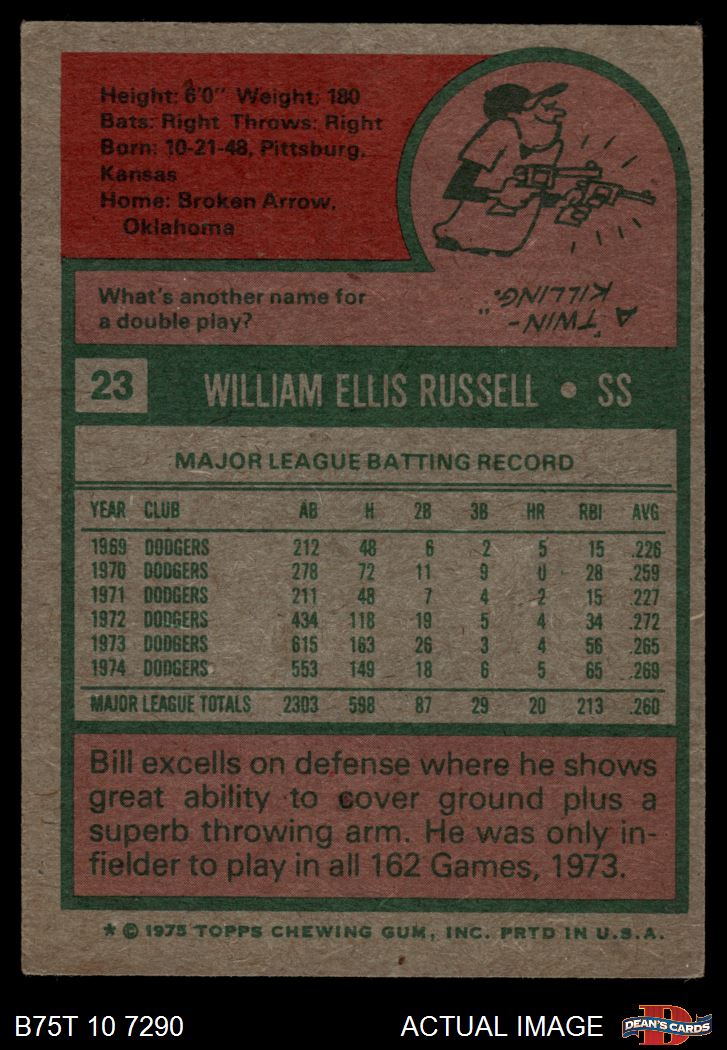 Height: 6'0" Weight: 180
Bats: Right Throws: Right
Born: 10-21-48, Pittsburg,
Kansas
Home: Broken Arrow,
Oklahoma
What's another name for
a double play?
A "TWIN-
KILLING."
23 WILLIAM ELLIS RUSSELL • SS
MAJOR LEAGUE BATTING RECORD
YEAR CLUB AB H 2B 3B HR RBI AVG
1969 DODGERS 212 48 6 2 5 15 .226
1970 DODGERS 278 72 11 9 0 28 .259
1971 DODGERS 211 48 7 4 2 15 .227
1972 DODGERS 434 118 19 5 4 34 .272
1973 DODGERS 615 163 26 3 4 56 .265
1974 DODGERS 553 149 18 6 5 65 .269
MAJOR LEAGUE TOTALS 2303 598 87 29 20 213 .260
Bill excells on defense where he shows
great ability to cover ground plus a
superb throwing arm. He was only in-
fielder to play in all 162 Games, 1973.
* © 1975 TOPPS CHEWING GUM, INC. PRTD IN U.S.A.
B75T 10 7290 ACTUAL IMAGE D DEAN'S CARDS